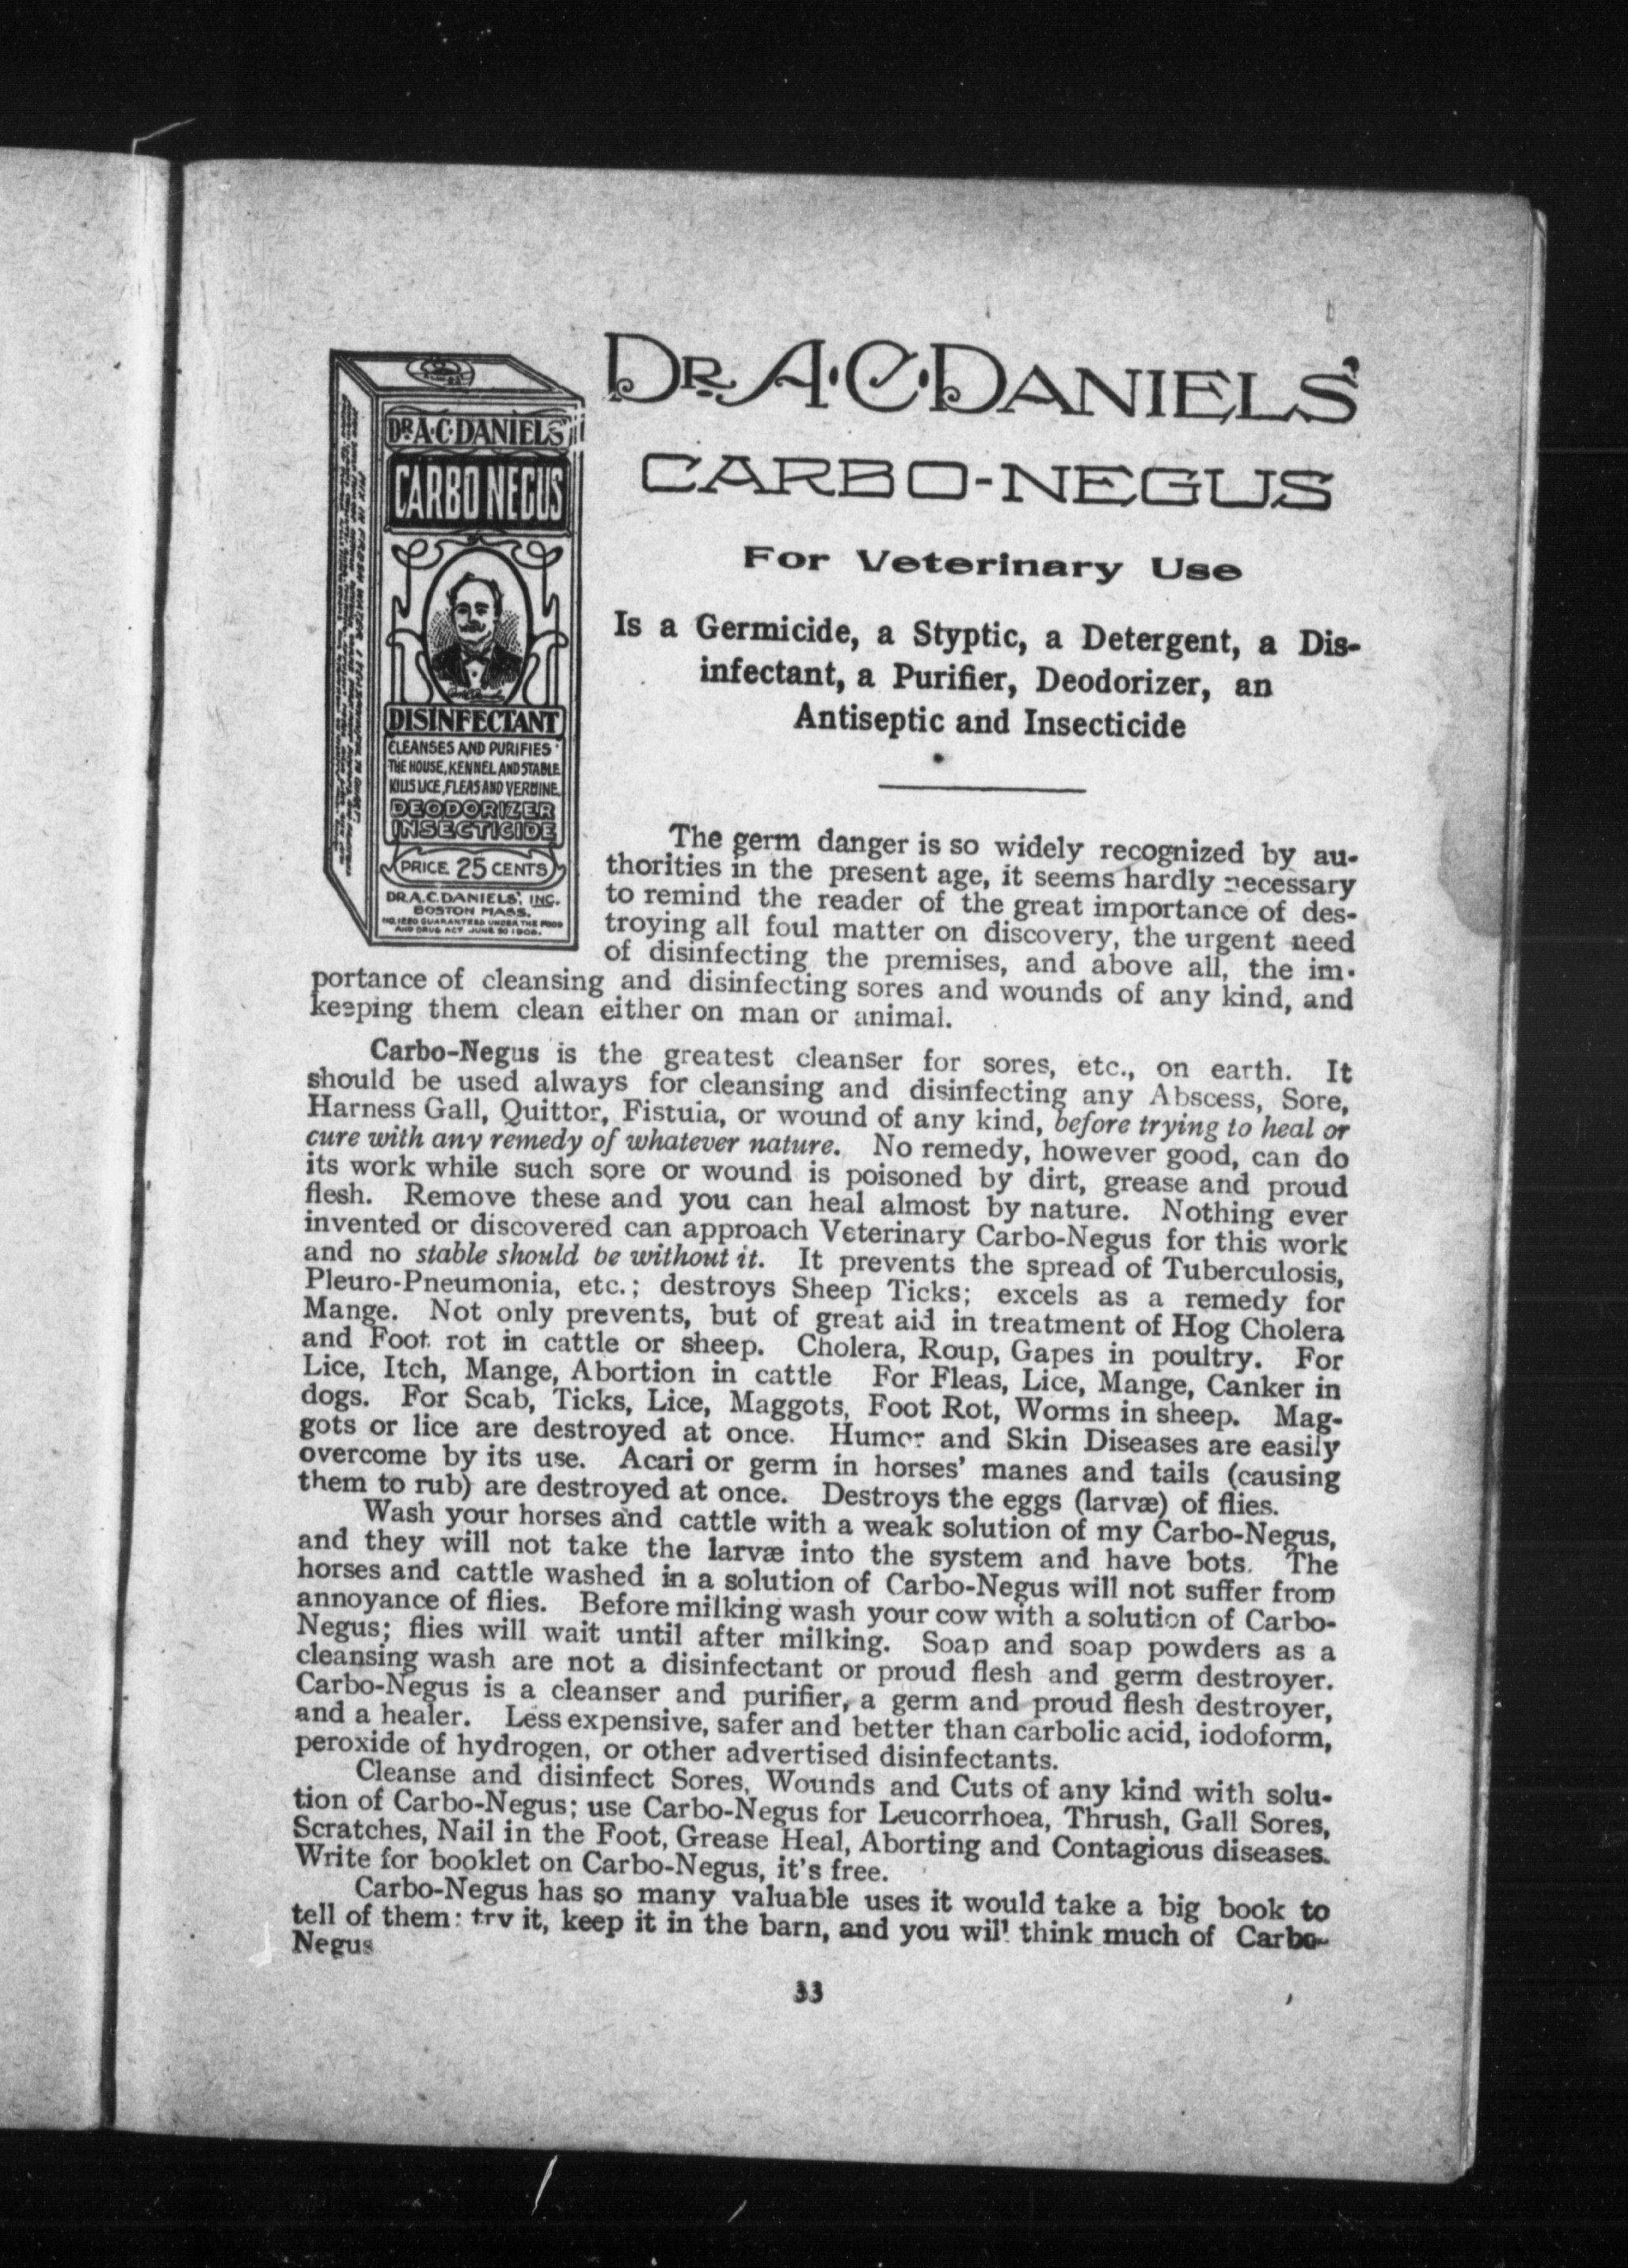 DR. A. C. DANIELS'
CARBO-NEGUS
For Veterinary Use
Is a Germicide, a Styptic, a Detergent, a Dis-
infectant, a Purifier, Deodorizer, an
Antiseptic and Insecticide
DR. A. C. DANIELS'
CARBO NEGUS
DISINFECTANT
CLEANSES AND PURIFIES
THE HOUSE, KENNEL AND STABLE
KILLS LICE, FLEAS AND VERMINE
DEODORIZER
INSECTICIDE
PRICE 25 CENTS
DR. A. C. DANIELS', INC.
BOSTON MASS.
GUARANTEED UNDER THE FOOD
AND DRUG ACT JUNE 30 1906.
The germ danger is so widely recognized by au-
thorities in the present age, it seems hardly necessary
to remind the reader of the great importance of des-
troying all foul matter on discovery, the urgent need
of disinfecting the premises, and above all, the im-
portance of cleansing and disinfecting sores and wounds of any kind, and
keeping them clean either on man or animal.
Carbo-Negus is the greatest cleanser for sores, etc., on earth. It
should be used always for cleansing and disinfecting any Abscess, Sore,
Harness Gall, Quittor, Fistula, or wound of any kind, before trying to heal or
cure with any remedy of whatever nature. No remedy, however good, can do
its work while such sore or wound is poisoned by dirt, grease and proud
flesh. Remove these and you can heal almost by nature. Nothing ever
invented or discovered can approach Veterinary Carbo-Negus for this work
and no stable should be without it. It prevents the spread of Tuberculosis,
Pleuro-Pneumonia, etc.; destroys Sheep Ticks; excels as a remedy for
Mange. Not only prevents, but of great aid in treatment of Hog Cholera
and Foot rot in cattle or sheep. Cholera, Roup, Gapes in poultry. For
Lice, Itch, Mange, Abortion in cattle For Fleas, Lice, Mange, Canker in
dogs. For Scab, Ticks, Lice, Maggots, Foot Rot, Worms in sheep. Mag-
gots or lice are destroyed at once. Humor and Skin Diseases are easily
overcome by its use. Acari or germ in horses' manes and tails (causing
them to rub) are destroyed at once. Destroys the eggs (larvæ) of flies.
Wash your horses and cattle with a weak solution of my Carbo-Negus,
and they will not take the larvæ into the system and have bots. The
horses and cattle washed in a solution of Carbo-Negus will not suffer from
annoyance of flies. Before milking wash your cow with a solution of Carbo-
Negus; flies will wait until after milking. Soap and soap powders as a
cleansing wash are not a disinfectant or proud flesh and germ destroyer.
Carbo-Negus is a cleanser and purifier, a germ and proud flesh destroyer,
and a healer. Less expensive, safer and better than carbolic acid, iodoform,
peroxide of hydrogen, or other advertised disinfectants.
Cleanse and disinfect Sores, Wounds and Cuts of any kind with solu-
tion of Carbo-Negus; use Carbo-Negus for Leucorrhoea, Thrush, Gall Sores,
Scratches, Nail in the Foot, Grease Heal, Aborting and Contagious diseases.
Write for booklet on Carbo-Negus, it's free.
Carbo-Negus has so many valuable uses it would take a big book to
tell of them: try it, keep it in the barn, and you will think much of Carbo-
Negus
33